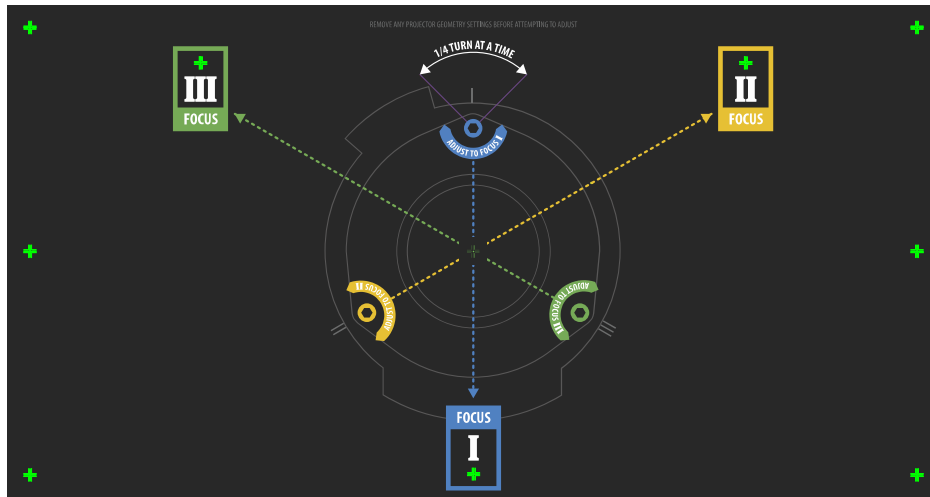 REMOVE ANY PROJECTOR GEOMETRY SETTINGS BEFORE ATTEMPTING TO ADJUST
1/4 TURN AT A TIME
III
FOCUS
II
FOCUS
ADJUST TO FOCUS I
ADJUST TO FOCUS II
ADJUST TO FOCUS III
FOCUS
I